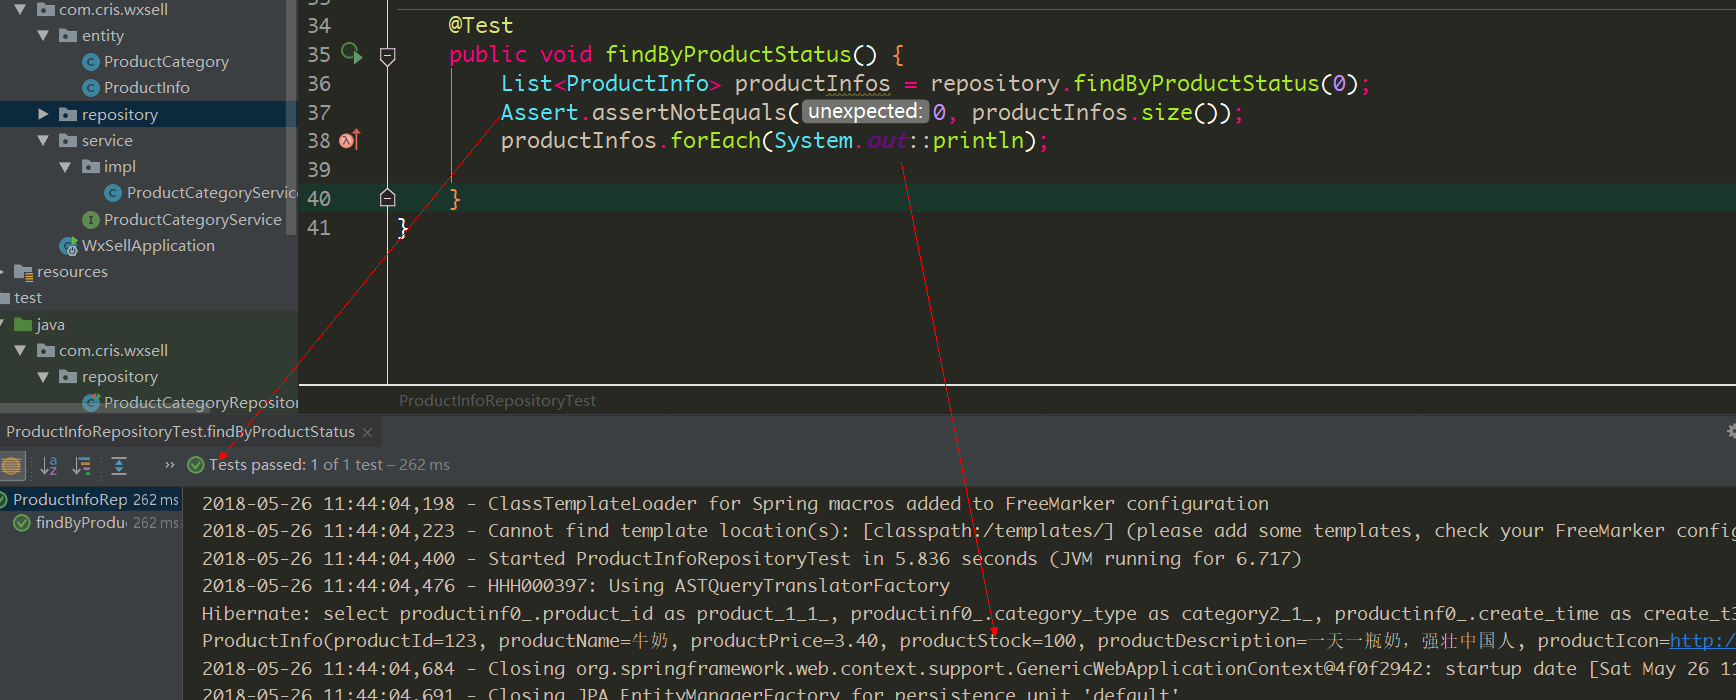 com.cris.wxsell
entity
ProductCategory
ProductInfo
repository
service
impl
ProductCategoryServic
ProductCategoryService
WxSellApplication
resources
test
java
com.cris.wxsell
repository
ProductCategoryRepositor
34 @Test
35 public void findByProductStatus() {
36 List<ProductInfo> productInfos = repository.findByProductStatus(0);
37 Assert.assertNotEquals( unexpected: 0, productInfos.size());
38 productInfos.forEach(System.out::println);
39
40 }
41 }
ProductInfoRepositoryTest
ProductInfoRepositoryTest.findByProductStatus
Tests passed: 1 of 1 test – 262 ms
ProductInfoRep 262 ms
findByProdu 262 ms
2018-05-26 11:44:04,198 - ClassTemplateLoader for Spring macros added to FreeMarker configuration
2018-05-26 11:44:04,223 - Cannot find template location(s): [classpath:/templates/] (please add some templates, check your FreeMarker config
2018-05-26 11:44:04,400 - Started ProductInfoRepositoryTest in 5.836 seconds (JVM running for 6.717)
2018-05-26 11:44:04,476 - HHH000397: Using ASTQueryTranslatorFactory
Hibernate: select productinf0_.product_id as product_1_1_, productinf0_.category_type as category2_1_, productinf0_.create_time as create_t3
ProductInfo(productId=123, productName=牛奶, productPrice=3.40, productStock=100, productDescription=一天一瓶奶，强壮中国人, productIcon=http:/
2018-05-26 11:44:04,684 - Closing org.springframework.web.context.support.GenericWebApplicationContext@4f0f2942: startup date [Sat May 26 1
2018-05-26 11:44:04,691 - Closing JPA EntityManagerFactory for persistence unit 'default'